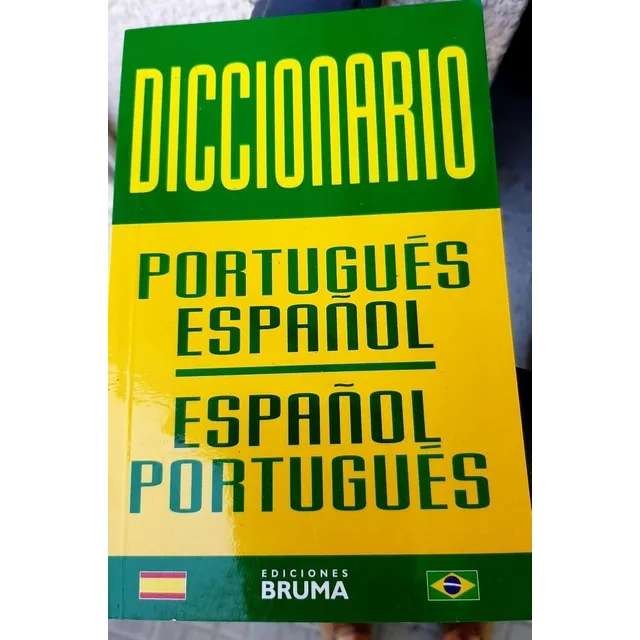 DICCIONARIO
PORTUGUÉS
ESPAÑOL
ESPAÑOL
PORTUGUÉS
EDICIONES
BRUMA